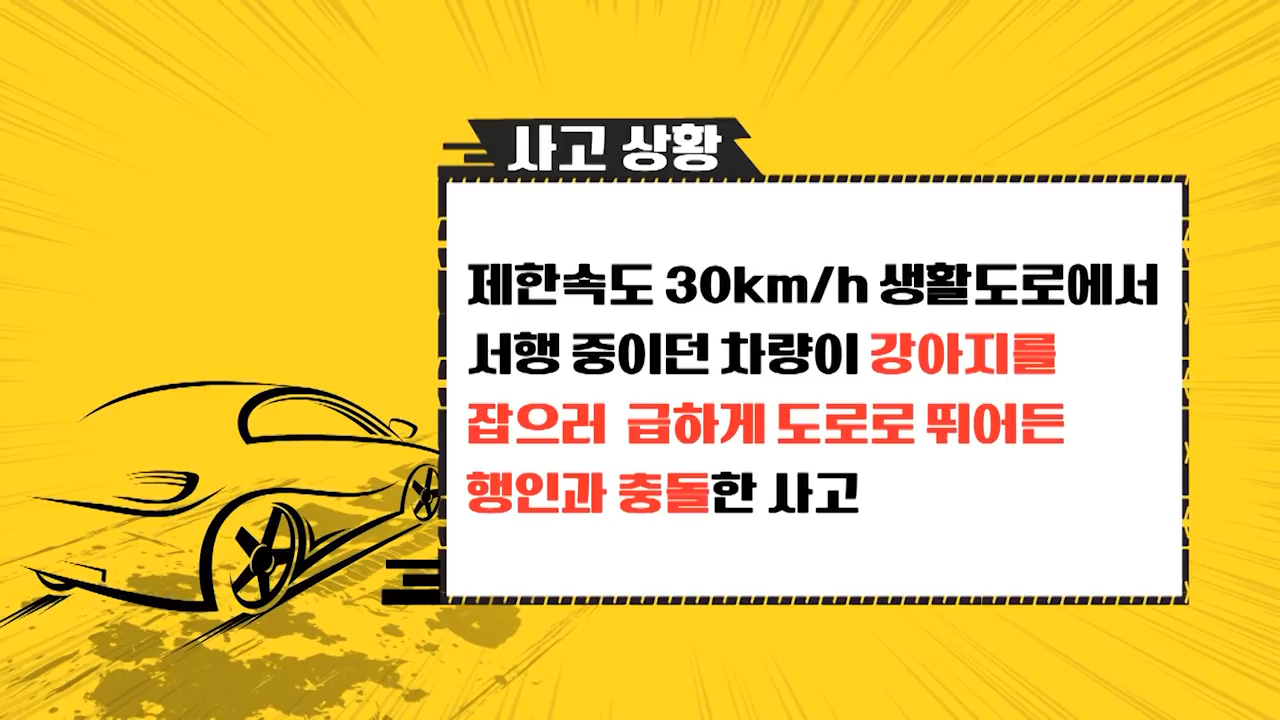 사고 상황
제한속도 30km/h 생활도로에서
서행 중이던 차량이 강아지를
잡으러 급하게 도로로 뛰어든
행인과 충돌한 사고